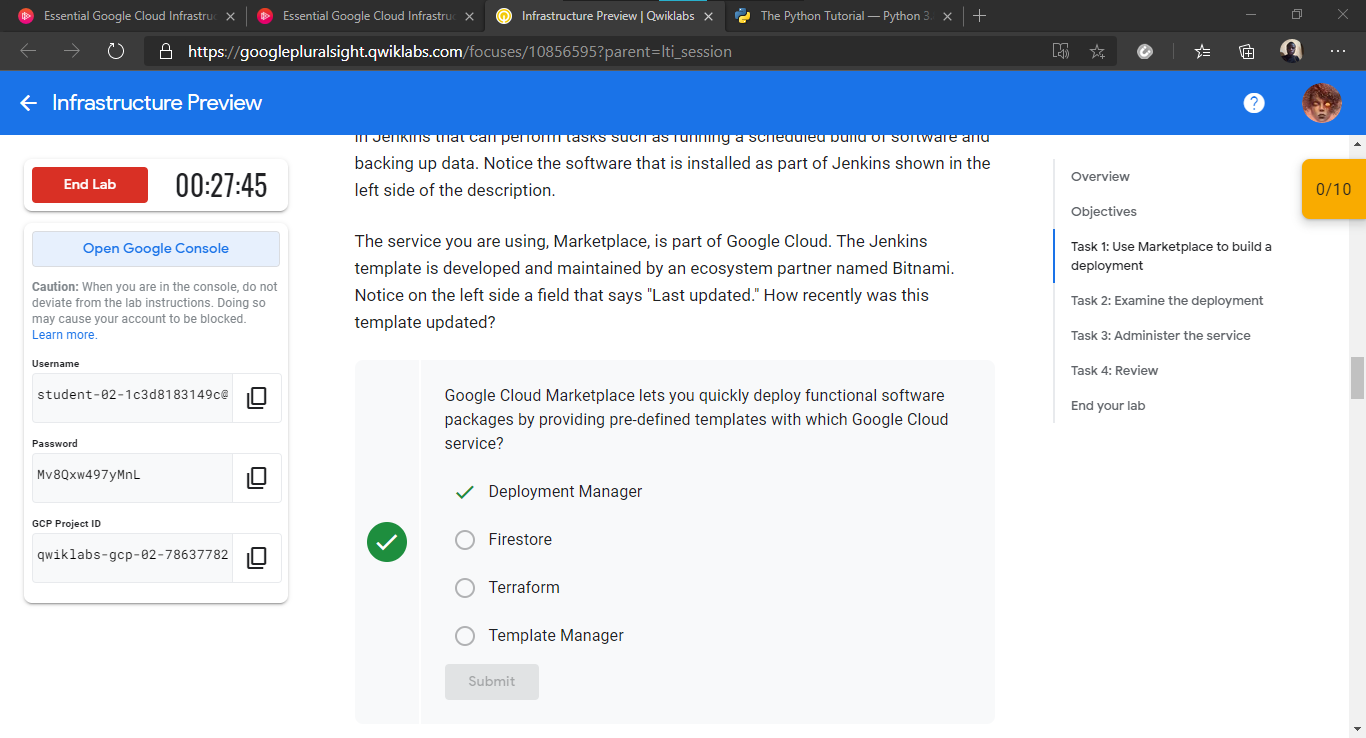 Essential Google Cloud Infrastru
Essential Google Cloud Infrastru
Infrastructure Preview | Qwiklabs
The Python Tutorial — Python 3.
https://googlepluralsight.qwiklabs.com/focuses/10856595?parent=lti_session
Infrastructure Preview
End Lab
00:27:45
Open Google Console
Caution: When you are in the console, do not
deviate from the lab instructions. Doing so
may cause your account to be blocked.
Learn more.
Username
student-02-1c3d8183149c@
Password
Mv8Qxw497yMnL
GCP Project ID
qwiklabs-gcp-02-78637782
in Jenkins that can perform tasks such as running a scheduled build of software and
backing up data. Notice the software that is installed as part of Jenkins shown in the
left side of the description.
The service you are using, Marketplace, is part of Google Cloud. The Jenkins
template is developed and maintained by an ecosystem partner named Bitnami.
Notice on the left side a field that says "Last updated." How recently was this
template updated?
Google Cloud Marketplace lets you quickly deploy functional software
packages by providing pre-defined templates with which Google Cloud
service?
Deployment Manager
Firestore
Terraform
Template Manager
Submit
Overview
Objectives
Task 1: Use Marketplace to build a
deployment
Task 2: Examine the deployment
Task 3: Administer the service
Task 4: Review
End your lab
0/10